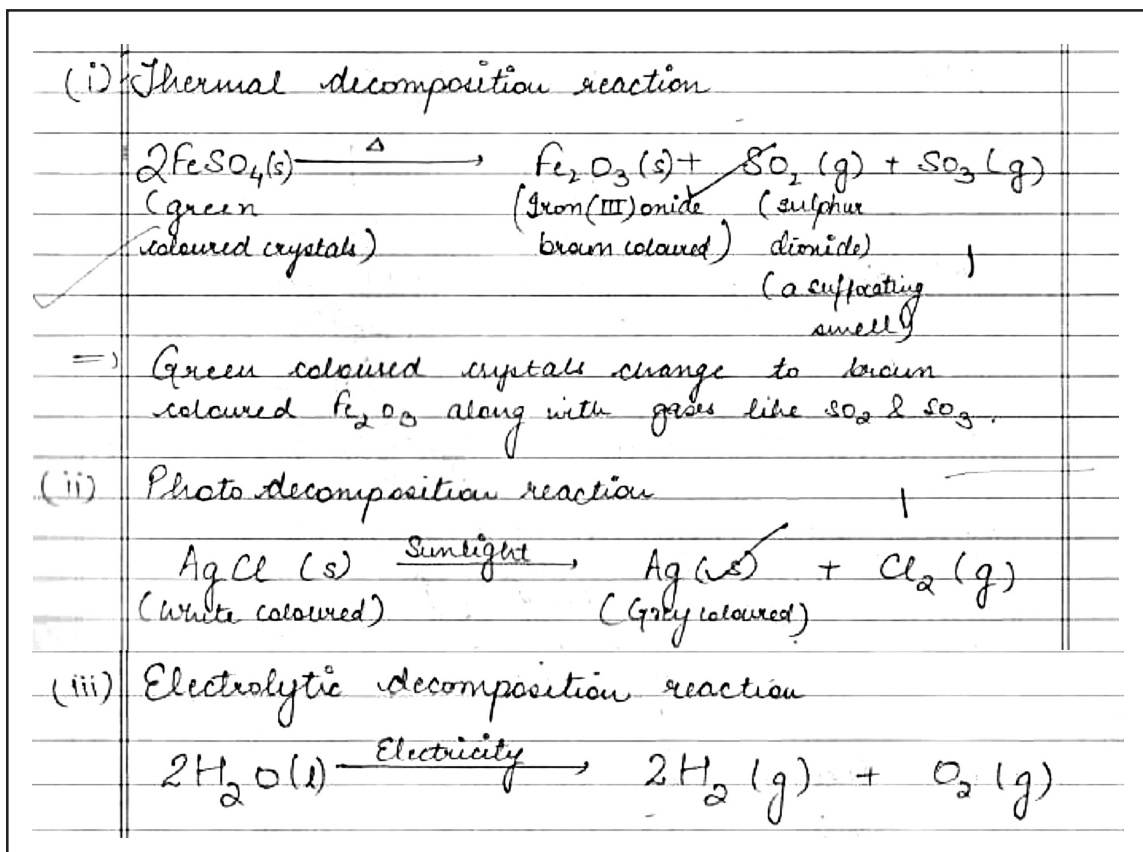 (i) Thermal decomposition reaction
Δ
2FeSO₄(s) ⟶ Fe₂O₃(s) + SO₂(g) + SO₃(g)
(green (Iron(III) oxide (sulphur
coloured crystals) brown coloured) dioxide)
(a suffocating
smell)
⇒ Green coloured crystals change to brown
coloured Fe₂O₃ along with gases like SO₂ & SO₃.
(ii) Photo decomposition reaction
Sunlight
AgCl (s) ⟶ Ag(s) + Cl₂(g)
(White coloured) (Grey coloured)
(iii) Electrolytic decomposition reaction
Electricity
2H₂O(l) ⟶ 2H₂(g) + O₂(g)